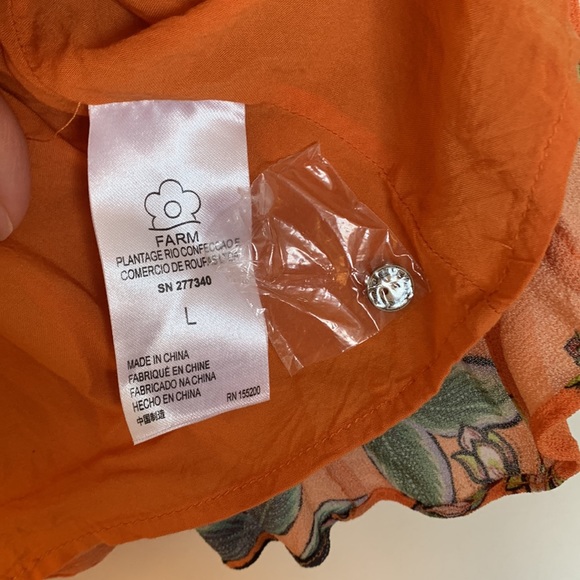 FARM
PLANTAGE RIO CONFECCAO E
COMERCIO DE ROUPAS LTDA
SN 277340
L
MADE IN CHINA
FABRIQUÉ EN CHINE
FABRICADO NA CHINA
HECHO EN CHINA
中国制造
RN 155200